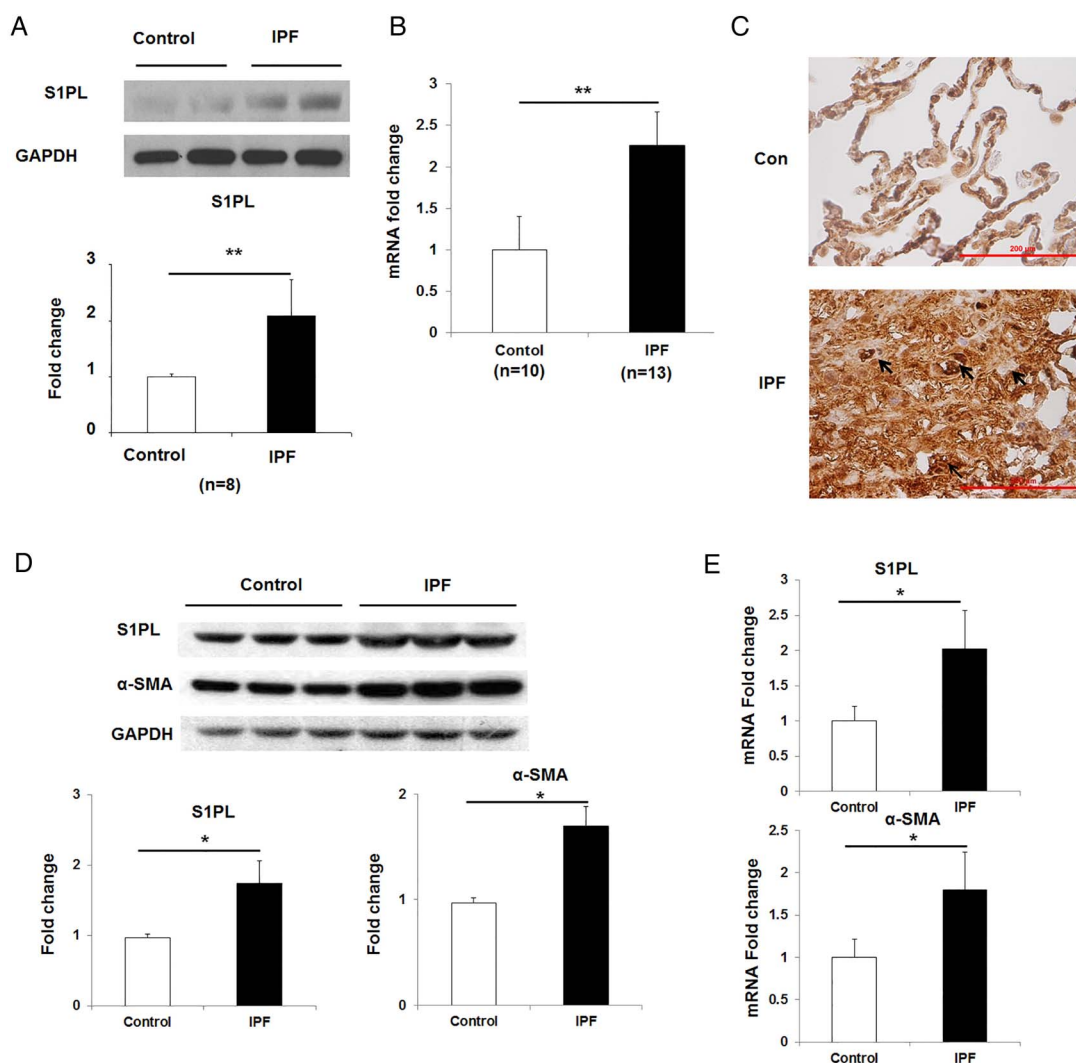 A
Control IPF
S1PL
GAPDH
S1PL
**
3
2
1
0
Fold change
Control IPF
(n=8)
B
**
3
2.5
2
1.5
1
0.5
0
mRNA fold change
Contol IPF
(n=10) (n=13)
C
Con
200 μm
IPF
D
Control IPF
S1PL
α-SMA
GAPDH
S1PL
*
3
2
1
0
Fold change
Control IPF
α-SMA
*
2
1
0
Fold change
Control IPF
E
S1PL
*
3
2.5
2
1.5
1
0.5
0
mRNA Fold change
Control IPF
α-SMA
*
2.5
2
1.5
1
0.5
0
mRNA Fold change
Control IPF